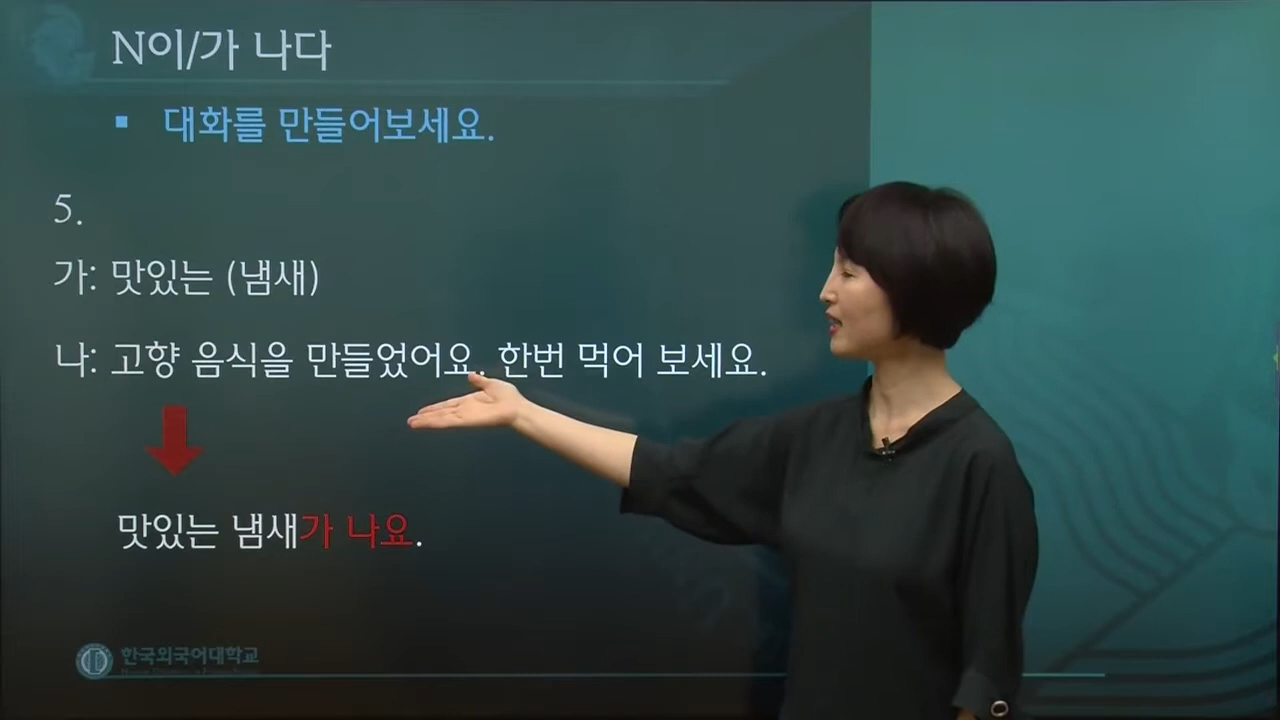 N이/가 나다
▪ 대화를 만들어보세요.
5.
가: 맛있는 (냄새)
나: 고향 음식을 만들었어요. 한번 먹어 보세요.
맛있는 냄새가 나요.
한국외국어대학교